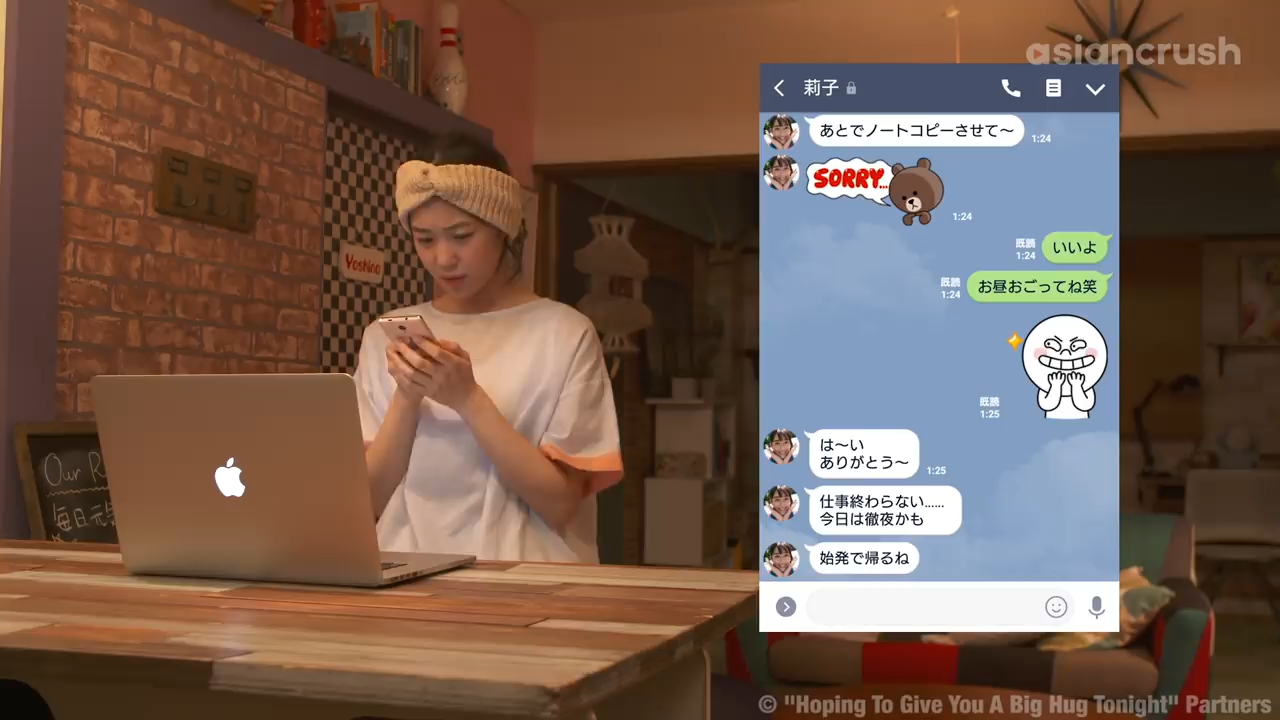 asiancrush
莉子
あとでノートコピーさせて〜
1:24
SORRY...
1:24
既読
1:24
いいよ
既読
1:24
お昼おごってね笑
既読
1:25
は〜い
ありがとう〜
1:25
仕事終わらない……
今日は徹夜かも
始発で帰るね
Yoshino
Our R
毎日元気
© "Hoping To Give You A Big Hug Tonight" Partners